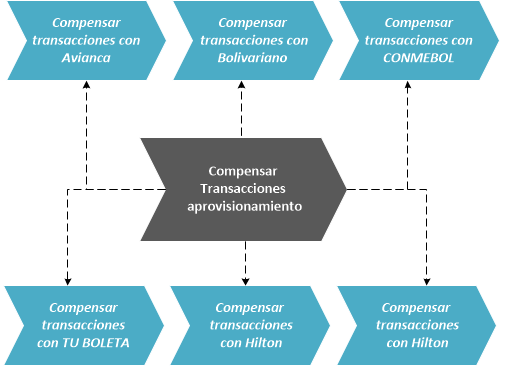 Compensar
transacciones con
Avianca
Compensar
transacciones con
Bolivariano
Compensar
transacciones con
CONMEBOL
Compensar
Transacciones
aprovisionamiento
Compensar
transacciones
con TU BOLETA
Compensar
transacciones
con Hilton
Compensar
transacciones
con Hilton